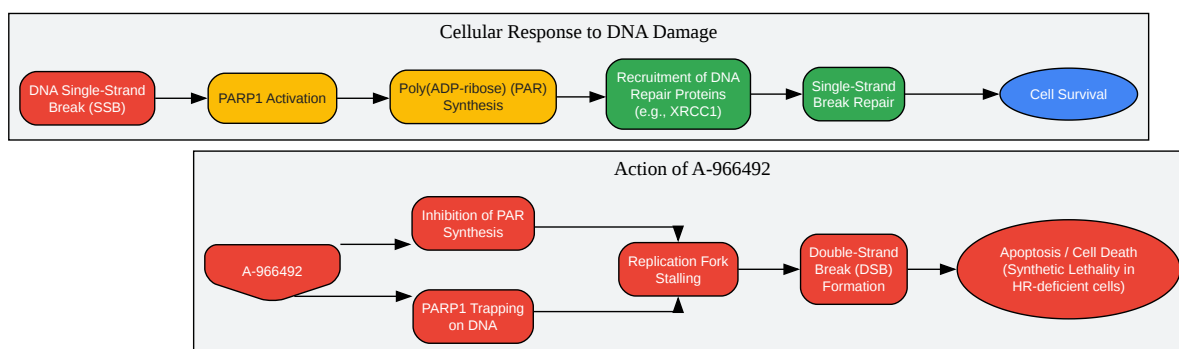 Cellular Response to DNA Damage
DNA Single-Strand
Break (SSB)
PARP1 Activation
Poly(ADP-ribose) (PAR)
Synthesis
Recruitment of DNA
Repair Proteins
(e.g., XRCC1)
Single-Strand
Break Repair
Cell Survival
Action of A-966492
A-966492
Inhibition of PAR
Synthesis
PARP1 Trapping
on DNA
Replication Fork
Stalling
Double-Strand
Break (DSB)
Formation
Apoptosis / Cell Death
(Synthetic Lethality in
HR-deficient cells)